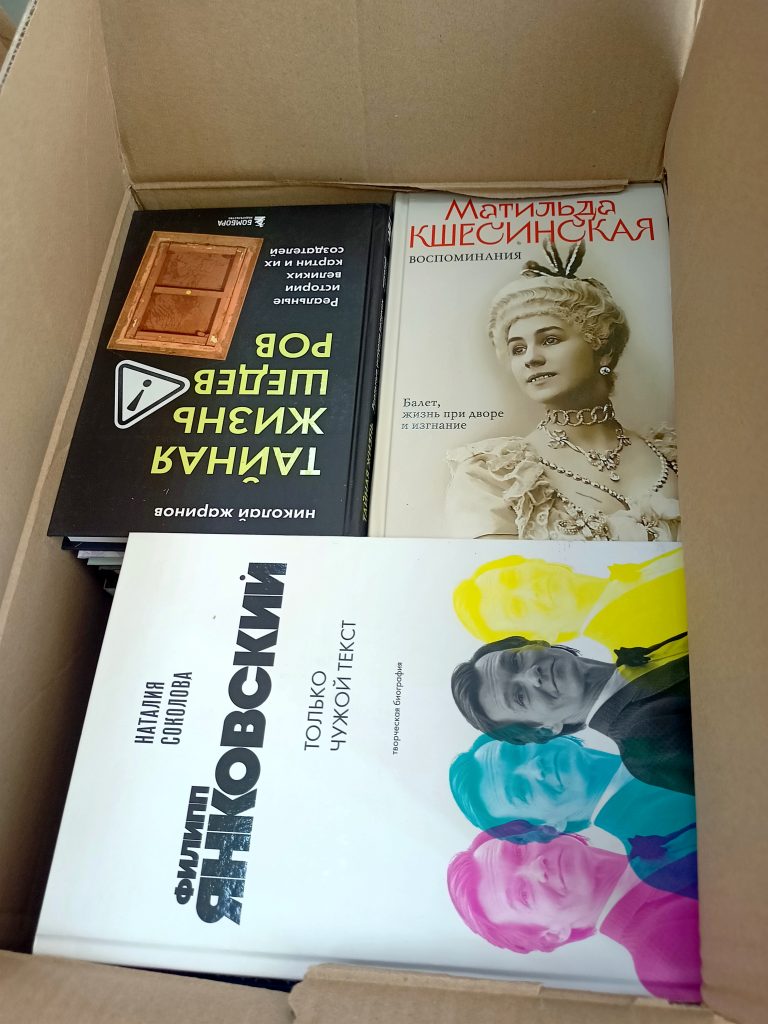 николай жаринов
ТАЙНАЯ
ЖИЗНЬ
ШЕДЕВ
РОВ
Реальные
истории
великих
картин и их
создателей
БОМБОРА
МАТИЛЬДА
КШЕСИНСКАЯ
ВОСПОМИНАНИЯ
Балет,
жизнь при дворе
и изгнание
НАТАЛИЯ
СОКОЛОВА
ФИЛИПП
ЯНКОВСКИЙ
ТОЛЬКО
ЧУЖОЙ ТЕКСТ
творческая биография